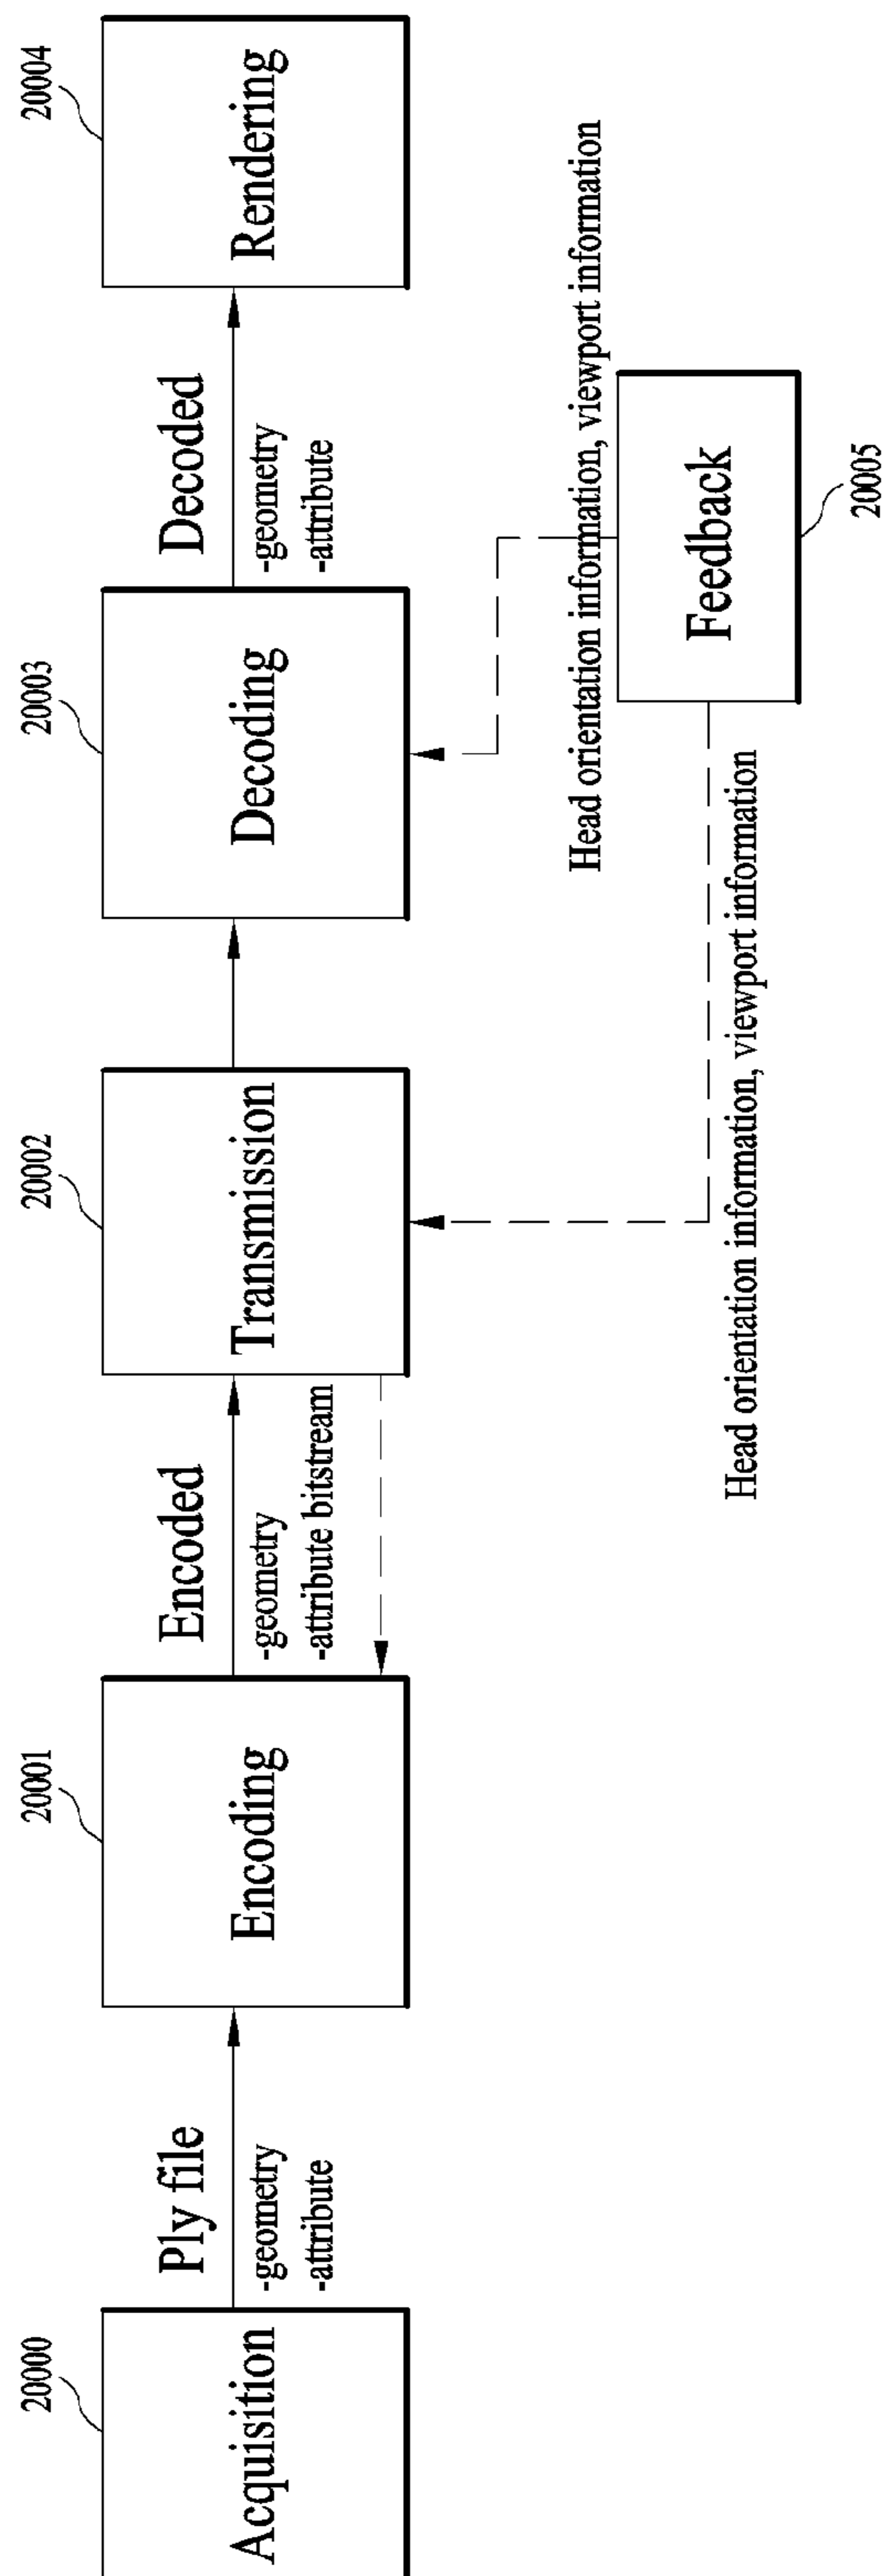 20000
Acquisition
Ply file
-geometry
-attribute
20001
Encoding
Encoded
-geometry
-attribute bitstream
20002
Transmission
20003
Decoding
Decoded
-geometry
-attribute
20004
Rendering
Head orientation information, viewport information
Feedback
20005
Head orientation information, viewport information